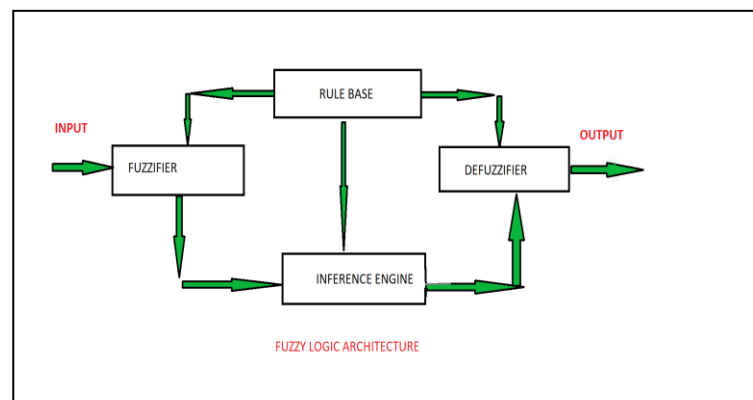 RULE BASE
INPUT
OUTPUT
FUZZIFIER
DEFUZZIFIER
INFERENCE ENGINE
FUZZY LOGIC ARCHITECTURE